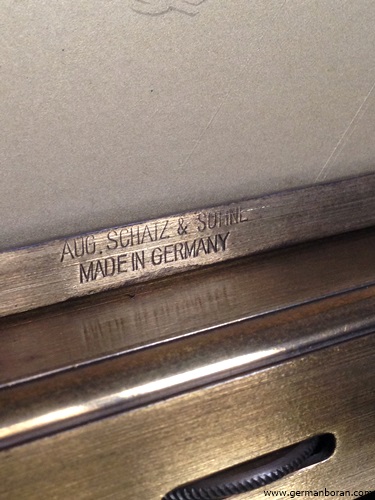 AUG. SCHATZ & SÖHNE
MADE IN GERMANY
www.germanboran.com